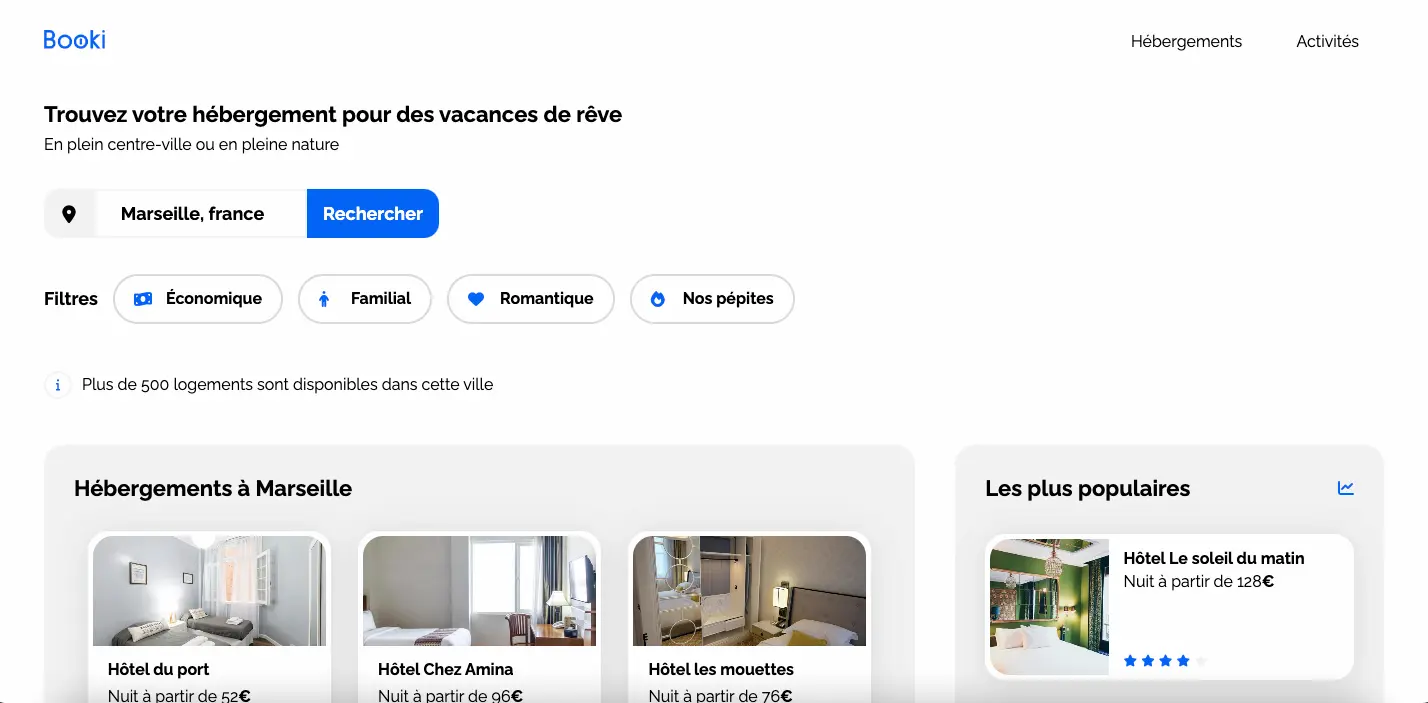 Booki
Hébergements
Activités
Trouvez votre hébergement pour des vacances de rêve
En plein centre-ville ou en pleine nature
Marseille, france
Rechercher
Filtres
Économique
Familial
Romantique
Nos pépites
Plus de 500 logements sont disponibles dans cette ville
Hébergements à Marseille
Hôtel du port
Nuit à partir de 52€
Hôtel Chez Amina
Nuit à partir de 96€
Hôtel les mouettes
Nuit à partir de 76€
Les plus populaires
Hôtel Le soleil du matin
Nuit à partir de 128€